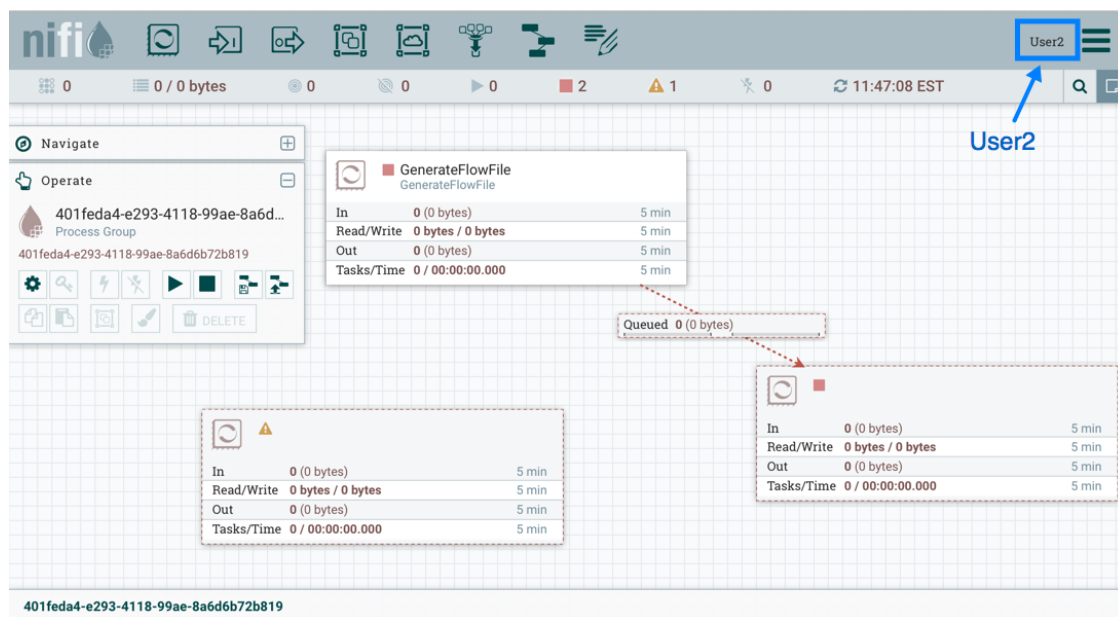 nifi
User2
0
0 / 0 bytes
0
0
0
2
1
0
11:47:08 EST
User2
Navigate
Operate
401feda4-e293-4118-99ae-8a6d...
Process Group
401feda4-e293-4118-99ae-8a6d6b72b819
DELETE
GenerateFlowFile
GenerateFlowFile
In 0 (0 bytes) 5 min
Read/Write 0 bytes / 0 bytes 5 min
Out 0 (0 bytes) 5 min
Tasks/Time 0 / 00:00:00.000 5 min
Queued 0 (0 bytes)
In 0 (0 bytes) 5 min
Read/Write 0 bytes / 0 bytes 5 min
Out 0 (0 bytes) 5 min
Tasks/Time 0 / 00:00:00.000 5 min
In 0 (0 bytes) 5 min
Read/Write 0 bytes / 0 bytes 5 min
Out 0 (0 bytes) 5 min
Tasks/Time 0 / 00:00:00.000 5 min
401feda4-e293-4118-99ae-8a6d6b72b819